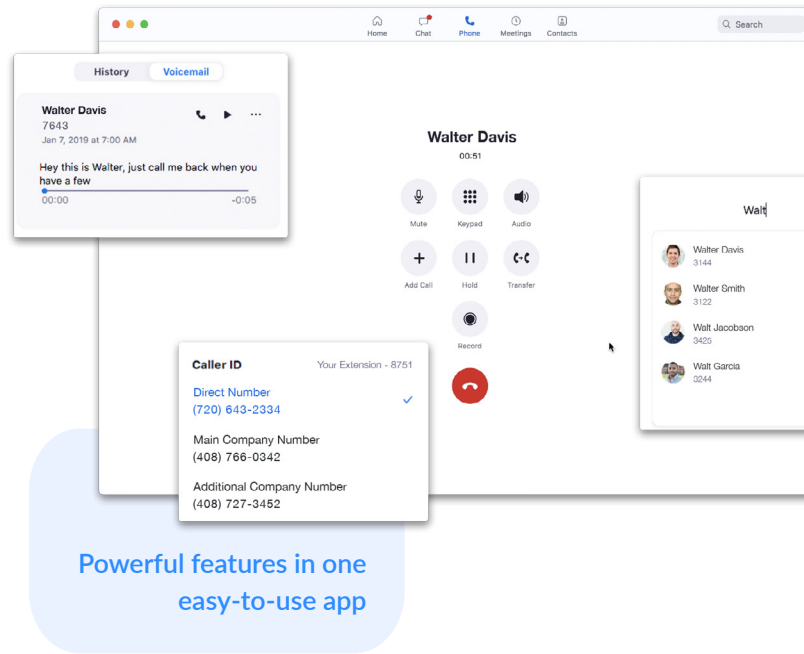 Home
Chat
Phone
Meetings
Contacts
Search
History
Voicemail
Walter Davis
7643
Jan 7, 2019 at 7:00 AM
Hey this is Walter, just call me back when you
have a few
00:00
-0:05
Walter Davis
00:51
Mute
Keypad
Audio
Add Call
Hold
Transfer
Record
Walt
Walter Davis
3144
Walter Smith
3122
Walt Jacobson
3425
Walt Garcia
3244
Caller ID
Your Extension - 8751
Direct Number
(720) 643-2334
Main Company Number
(408) 766-0342
Additional Company Number
(408) 727-3452
Powerful features in one
easy-to-use app